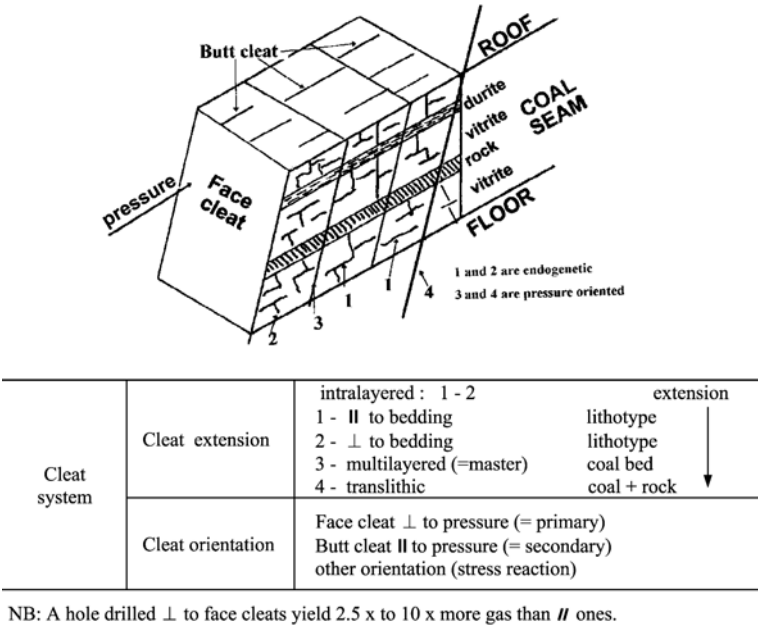 Butt cleat
ROOF
durite
COAL
SEAM
vitrite
rock
vitrite
FLOOR
pressure
Face
cleat
1 and 2 are endogenetic
3 and 4 are pressure oriented
1
1
4
3
2
Cleat
system
Cleat extension
intralayered : 1 - 2 extension
1 - ǁ to bedding lithotype
2 - ⊥ to bedding lithotype
3 - multilayered (=master) coal bed
4 - translithic coal + rock
Cleat orientation
Face cleat ⊥ to pressure (= primary)
Butt cleat ǁ to pressure (= secondary)
other orientation (stress reaction)
NB: A hole drilled ⊥ to face cleats yield 2.5 x to 10 x more gas than // ones.